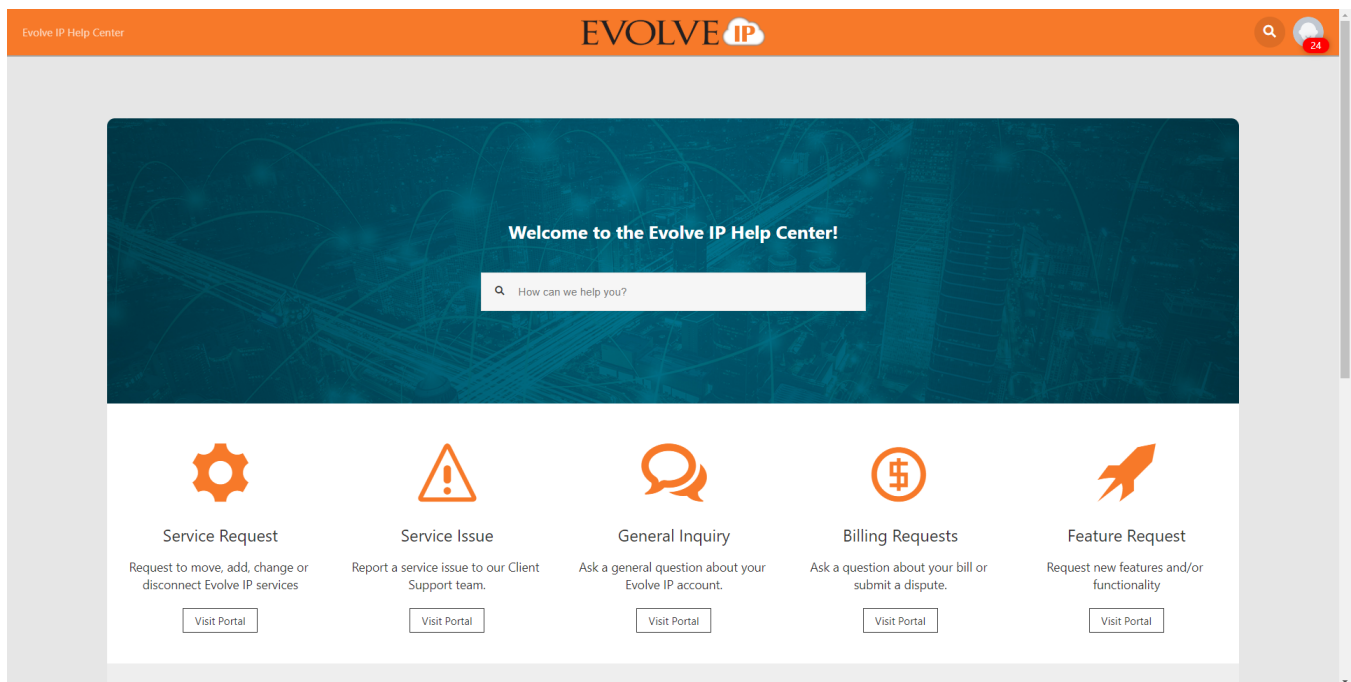 Evolve IP Help Center
EVOLVE IP
24
Welcome to the Evolve IP Help Center!
How can we help you?
Service Request
Request to move, add, change or
disconnect Evolve IP services
Visit Portal
Service Issue
Report a service issue to our Client
Support team.
Visit Portal
General Inquiry
Ask a general question about your
Evolve IP account.
Visit Portal
Billing Requests
Ask a question about your bill or
submit a dispute.
Visit Portal
Feature Request
Request new features and/or
functionality
Visit Portal